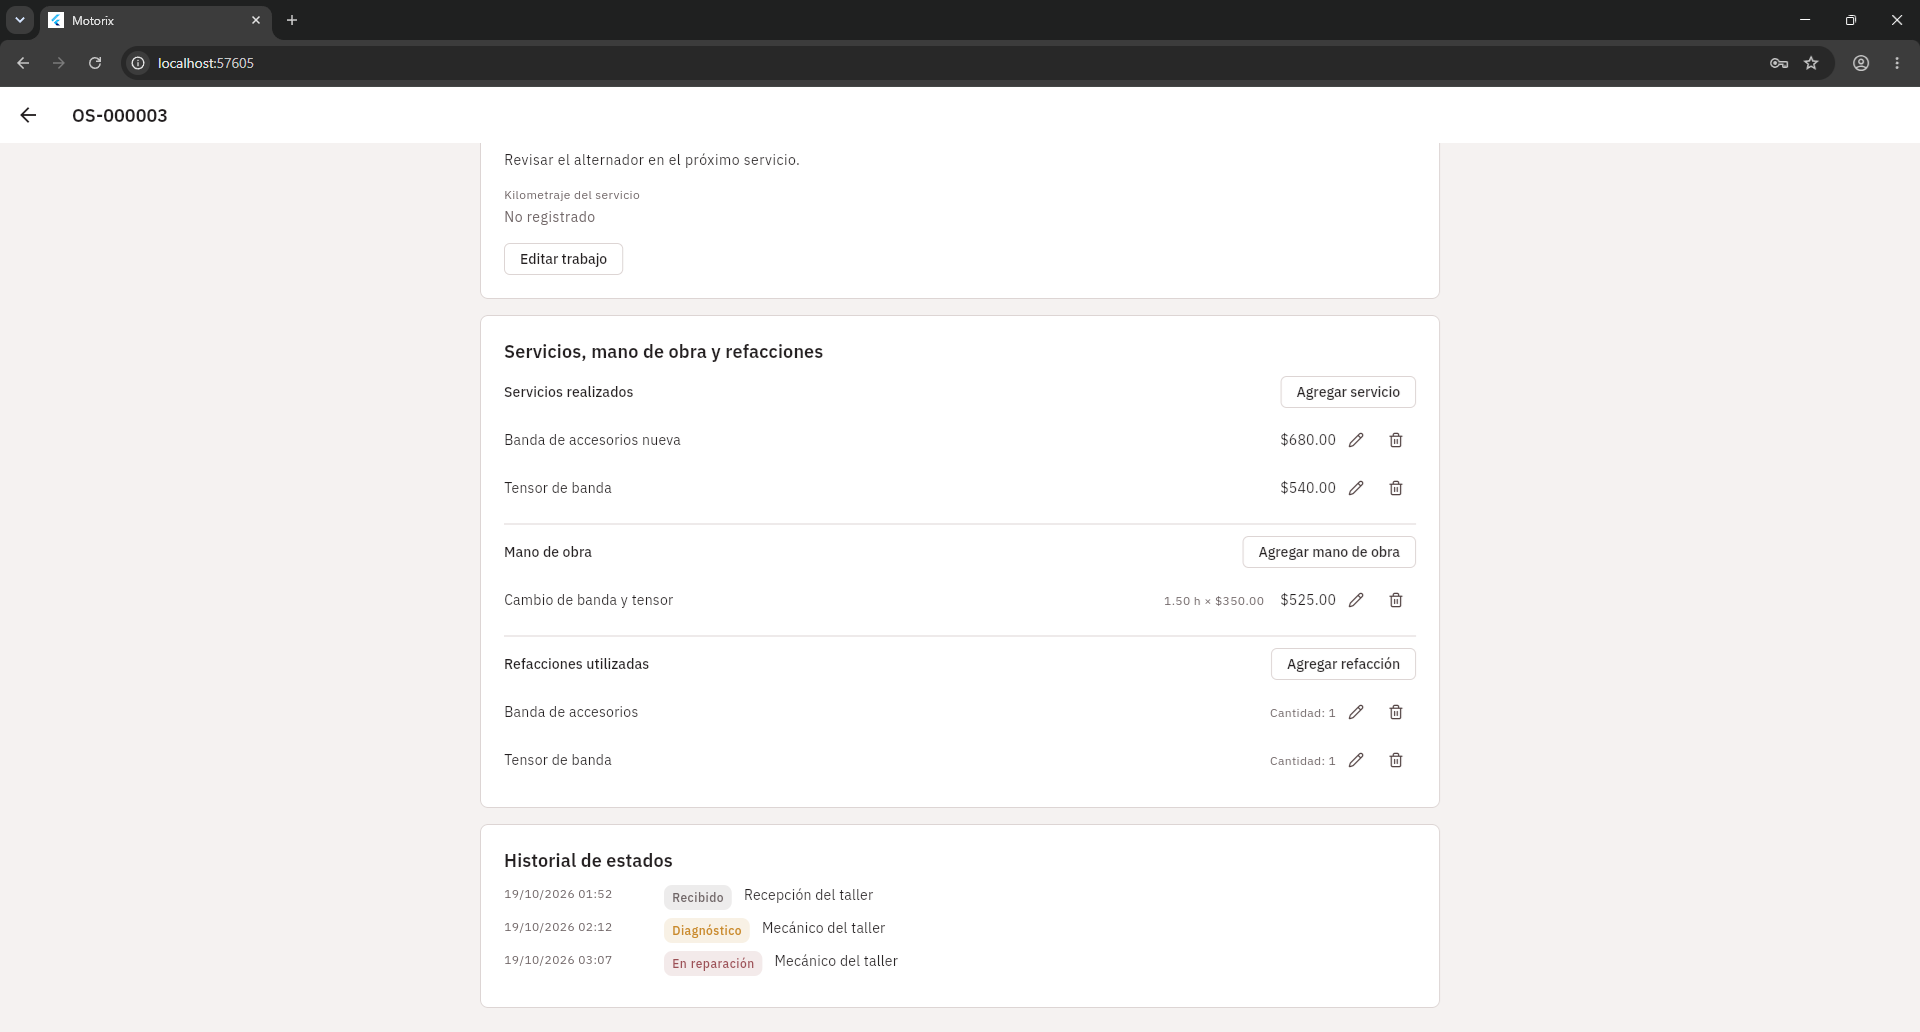 Motorix
localhost:57605
OS-000003
Revisar el alternador en el próximo servicio.
Kilometraje del servicio
No registrado
Editar trabajo
Servicios, mano de obra y refacciones
Servicios realizados Agregar servicio
Banda de accesorios nueva $680.00
Tensor de banda $540.00
Mano de obra Agregar mano de obra
Cambio de banda y tensor 1.50 h × $350.00 $525.00
Refacciones utilizadas Agregar refacción
Banda de accesorios Cantidad: 1
Tensor de banda Cantidad: 1
Historial de estados
19/10/2026 01:52 Recibido Recepción del taller
19/10/2026 02:12 Diagnóstico Mecánico del taller
19/10/2026 03:07 En reparación Mecánico del taller